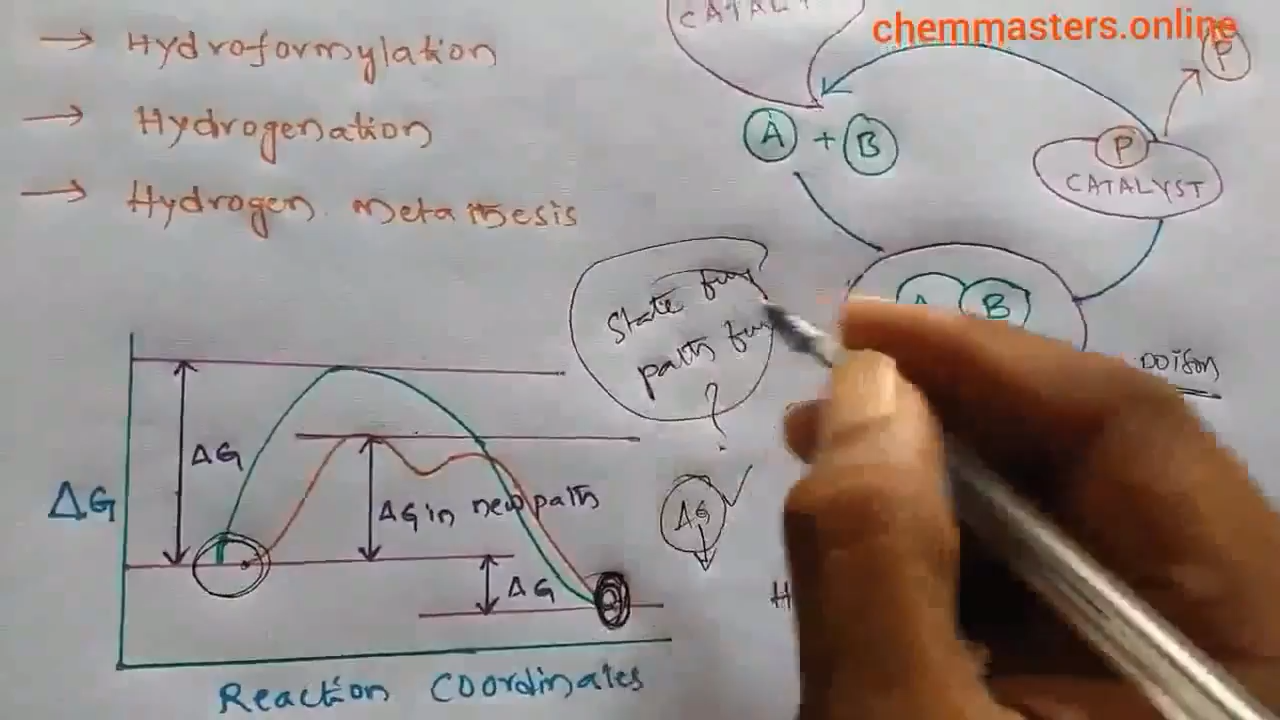 → Hydroformylation
→ Hydrogenation
→ Hydrogen metathesis
chemmasters.online
P
A + B
P
CATALYST
B
State fun
path fun
?
ΔG
ΔG
ΔG
ΔG in new path
ΔG
H
Reaction Coordinates